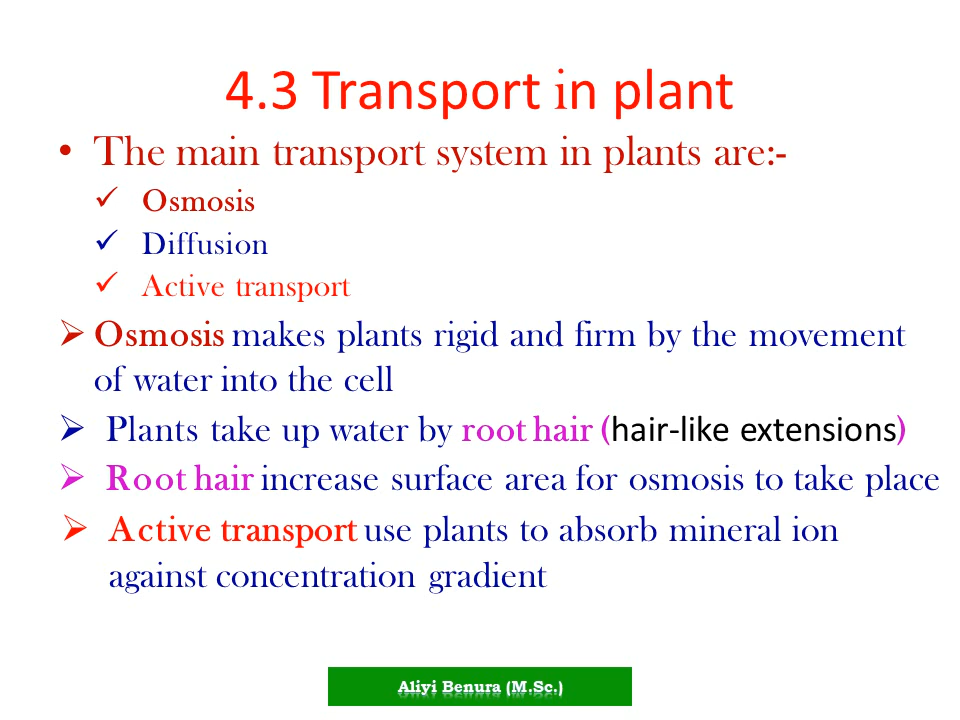 4.3 Transport in plant
• The main transport system in plants are:-
✓ Osmosis
✓ Diffusion
✓ Active transport
➢ Osmosis makes plants rigid and firm by the movement
of water into the cell
➢ Plants take up water by root hair (hair-like extensions)
➢ Root hair increase surface area for osmosis to take place
➢ Active transport use plants to absorb mineral ion
against concentration gradient
Aliyi Benura (M.Sc.)